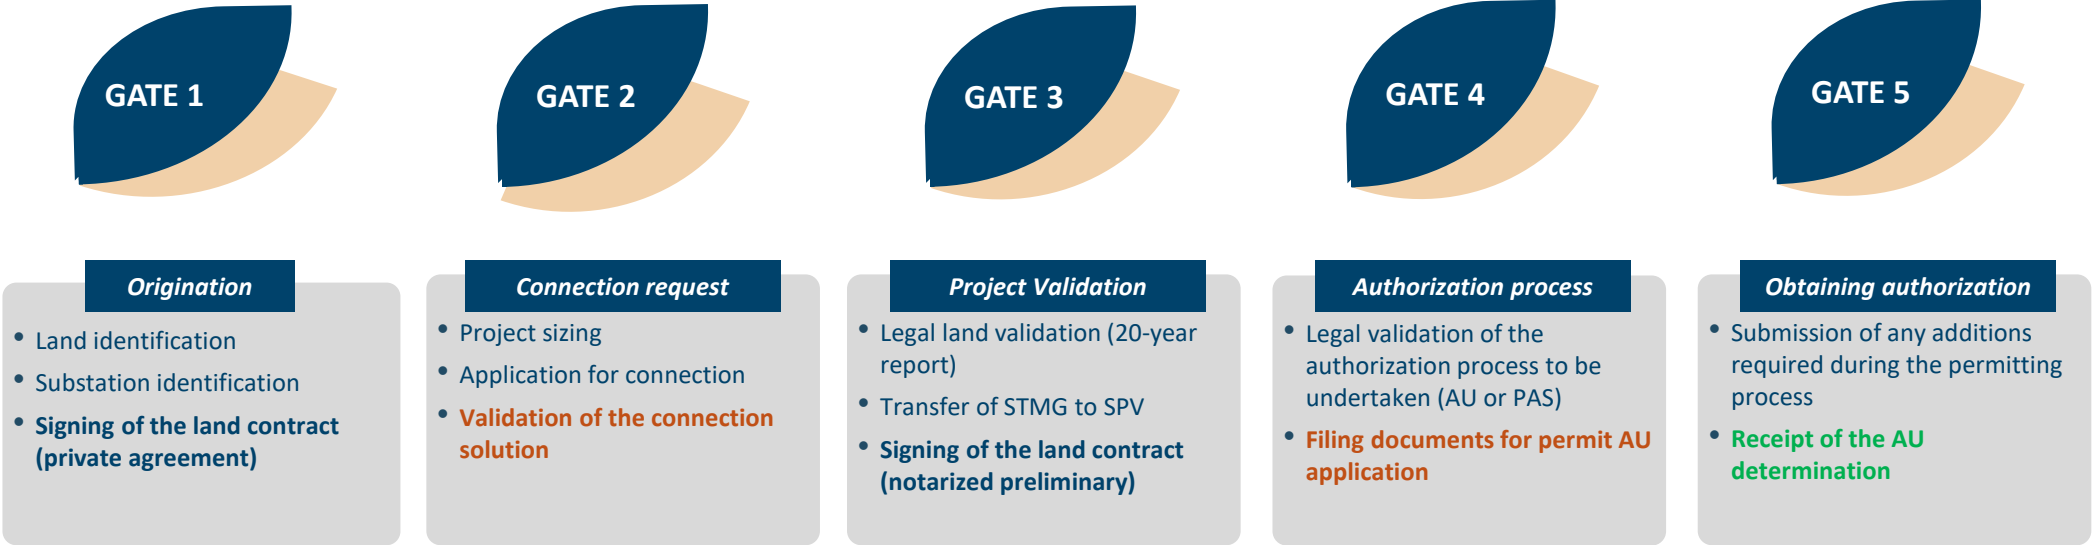 GATE 1
GATE 2
GATE 3
GATE 4
GATE 5
Origination
• Land identification
• Substation identification
• Signing of the land contract
(private agreement)
Connection request
• Project sizing
• Application for connection
• Validation of the connection
solution
Project Validation
• Legal land validation (20-year
report)
• Transfer of STMG to SPV
• Signing of the land contract
(notarized preliminary)
Authorization process
• Legal validation of the
authorization process to be
undertaken (AU or PAS)
• Filing documents for permit AU
application
Obtaining authorization
• Submission of any additions
required during the permitting
process
• Receipt of the AU
determination